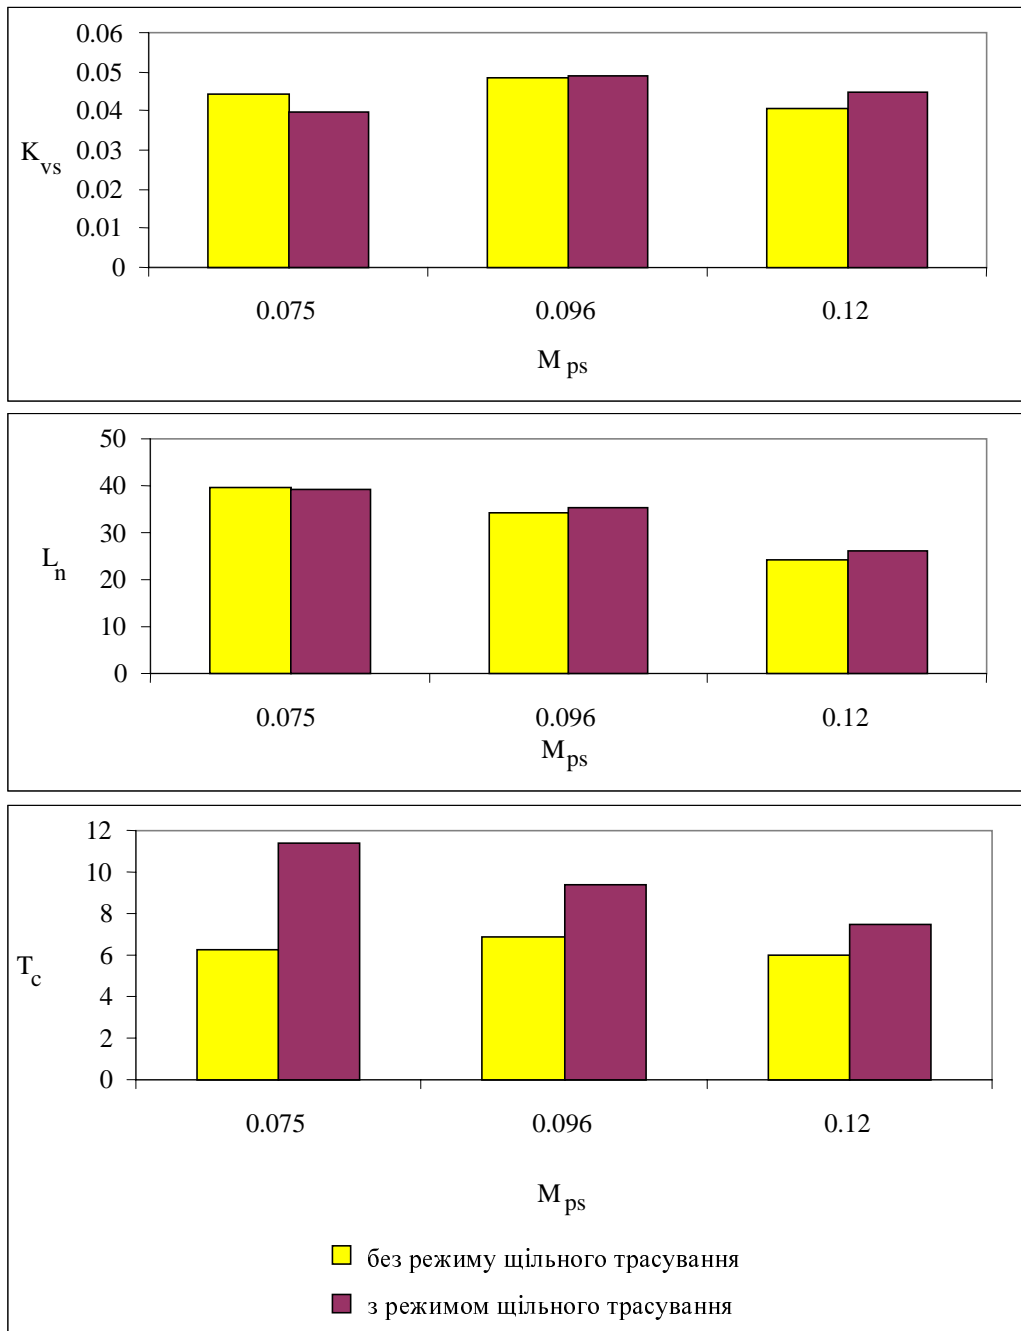 0.06
0.05
0.04
0.03
0.02
0.01
0
K vs
0.075 0.096 0.12
M ps
50
40
30
20
10
0
L n
0.075 0.096 0.12
M ps
12
10
8
6
4
2
0
T c
0.075 0.096 0.12
M ps
без режиму щільного трасування
з режимом щільного трасування